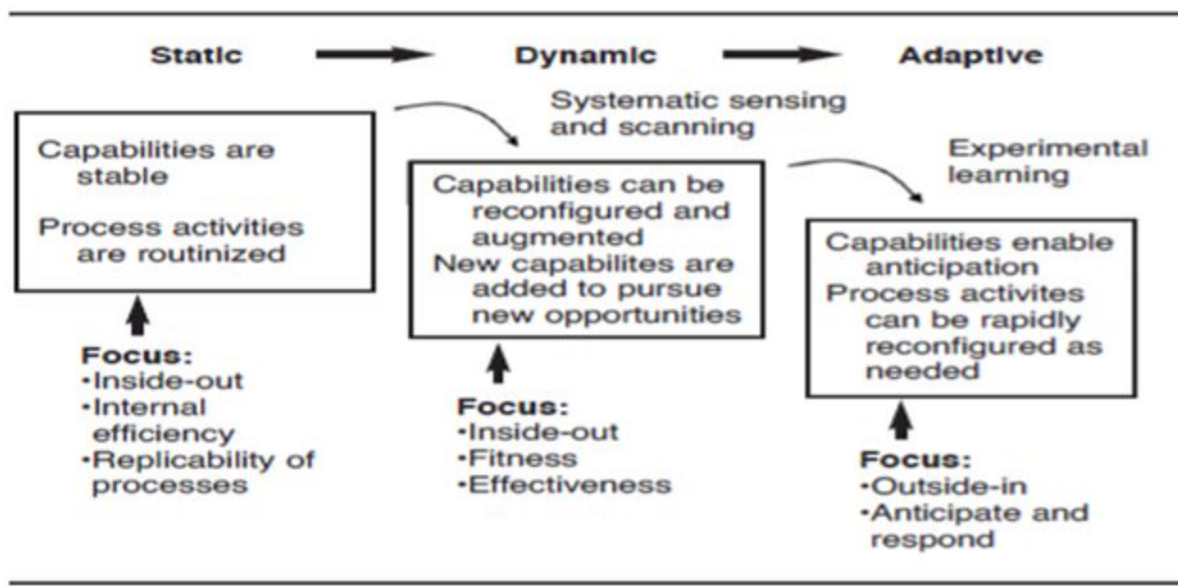 Static
Dynamic
Adaptive
Systematic sensing
and scanning
Experimental
learning
Capabilities are
stable
Process activities
are routinized
Capabilities can be
reconfigured and
augmented
New capabilites are
added to pursue
new opportunities
Capabilities enable
anticipation
Process activites
can be rapidly
reconfigured as
needed
Focus:
•Inside-out
•Internal
efficiency
•Replicability of
processes
Focus:
•Inside-out
•Fitness
•Effectiveness
Focus:
•Outside-in
•Anticipate and
respond